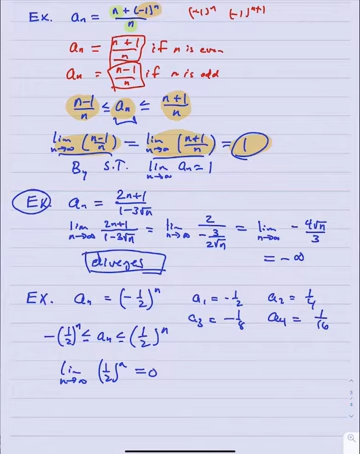 Ex. aₙ = n + (-1)ⁿ / n (-1)ⁿ (-1)ⁿ⁺¹
aₙ = n+1 / n if n is even
aₙ = n-1 / n if n is odd
n-1 / n ≤ aₙ ≤ n+1 / n
lim n→∞ (n-1 / n) = lim n→∞ (n+1 / n) = 1
By S.T. lim n→∞ aₙ = 1
Ex aₙ = 2n+1 / 1-3√n
lim n→∞ 2n+1 / 1-3√n = lim n→∞ 2 / -3/2√n = lim n→∞ - 4√n / 3
= -∞
diverges
Ex. aₙ = (-½)ⁿ a₁ = -½ a₂ = ¼
a₃ = -⅛ a₄ = 1/16
-(½)ⁿ ≤ aₙ ≤ (½)ⁿ
lim n→∞ (½)ⁿ = 0